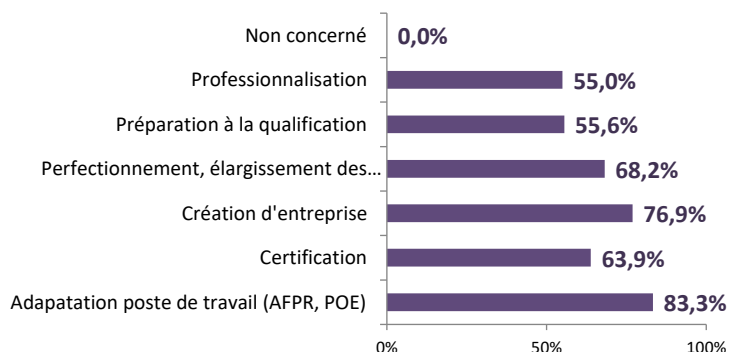 Non concerné 0,0%
Professionnalisation 55,0%
Préparation à la qualification 55,6%
Perfectionnement, élargissement des... 68,2%
Création d'entreprise 76,9%
Certification 63,9%
Adapatation poste de travail (AFPR, POE) 83,3%
0% 50% 100%